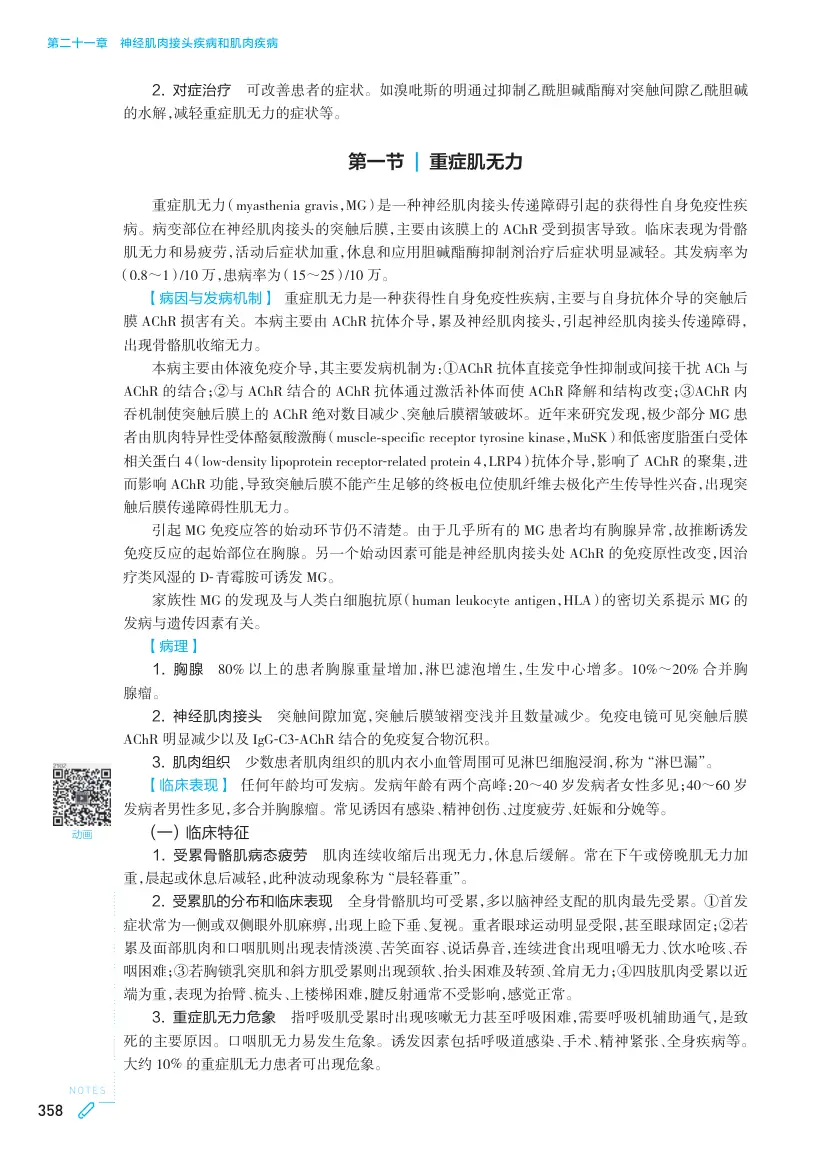 第二十一章 神经肌肉接头疾病和肌肉疾病
2. 对症治疗 可改善患者的症状。如溴吡斯的明通过抑制乙酰胆碱酯酶对突触间隙乙酰胆碱
的水解,减轻重症肌无力的症状等。
第一节 | 重症肌无力
重症肌无力(myasthenia gravis,MG)是一种神经肌肉接头传递障碍引起的获得性自身免疫性疾
病。病变部位在神经肌肉接头的突触后膜,主要由该膜上的 AChR 受到损害导致。临床表现为骨骼
肌无力和易疲劳,活动后症状加重,休息和应用胆碱酯酶抑制剂治疗后症状明显减轻。其发病率为
(0.8～1)/10 万,患病率为(15～25)/10 万。
【病因与发病机制】 重症肌无力是一种获得性自身免疫性疾病,主要与自身抗体介导的突触后
膜 AChR 损害有关。本病主要由 AChR 抗体介导,累及神经肌肉接头,引起神经肌肉接头传递障碍,
出现骨骼肌收缩无力。
本病主要由体液免疫介导,其主要发病机制为:①AChR 抗体直接竞争性抑制或间接干扰 ACh 与
AChR 的结合;②与 AChR 结合的 AChR 抗体通过激活补体而使 AChR 降解和结构改变;③AChR 内
吞机制使突触后膜上的 AChR 绝对数目减少、突触后膜褶皱破坏。近年来研究发现,极少部分 MG 患
者由肌肉特异性受体酪氨酸激酶(muscle-specific receptor tyrosine kinase,MuSK)和低密度脂蛋白受体
相关蛋白 4(low-density lipoprotein receptor-related protein 4,LRP4)抗体介导,影响了 AChR 的聚集,进
而影响 AChR 功能,导致突触后膜不能产生足够的终板电位使肌纤维去极化产生传导性兴奋,出现突
触后膜传递障碍性肌无力。
引起 MG 免疫应答的始动环节仍不清楚。由于几乎所有的 MG 患者均有胸腺异常,故推断诱发
免疫反应的起始部位在胸腺。另一个始动因素可能是神经肌肉接头处 AChR 的免疫原性改变,因治
疗类风湿的 D-青霉胺可诱发 MG。
家族性 MG 的发现及与人类白细胞抗原(human leukocyte antigen,HLA)的密切关系提示 MG 的
发病与遗传因素有关。
【病理】
1. 胸腺 80% 以上的患者胸腺重量增加,淋巴滤泡增生,生发中心增多。10%～20% 合并胸
腺瘤。
2. 神经肌肉接头 突触间隙加宽,突触后膜皱褶变浅并且数量减少。免疫电镜可见突触后膜
AChR 明显减少以及 IgG-C3-AChR 结合的免疫复合物沉积。
3. 肌肉组织 少数患者肌肉组织的肌内衣小血管周围可见淋巴细胞浸润,称为 “淋巴漏”。
【临床表现】 任何年龄均可发病。发病年龄有两个高峰:20～40 岁发病者女性多见;40～60 岁
发病者男性多见,多合并胸腺瘤。常见诱因有感染、精神创伤、过度疲劳、妊娠和分娩等。
动画
(一)临床特征
1. 受累骨骼肌病态疲劳 肌肉连续收缩后出现无力,休息后缓解。常在下午或傍晚肌无力加
重,晨起或休息后减轻,此种波动现象称为 “晨轻暮重”。
2. 受累肌的分布和临床表现 全身骨骼肌均可受累,多以脑神经支配的肌肉最先受累。①首发
症状常为一侧或双侧眼外肌麻痹,出现上睑下垂、复视。重者眼球运动明显受限,甚至眼球固定;②若
累及面部肌肉和口咽肌则出现表情淡漠、苦笑面容、说话鼻音,连续进食出现咀嚼无力、饮水呛咳、吞
咽困难;③若胸锁乳突肌和斜方肌受累则出现颈软、抬头困难及转颈、耸肩无力;④四肢肌肉受累以近
端为重,表现为抬臂、梳头、上楼梯困难,腱反射通常不受影响,感觉正常。
3. 重症肌无力危象 指呼吸肌受累时出现咳嗽无力甚至呼吸困难,需要呼吸机辅助通气,是致
死的主要原因。口咽肌无力易发生危象。诱发因素包括呼吸道感染、手术、精神紧张、全身疾病等。
大约 10% 的重症肌无力患者可出现危象。
NOTES
358